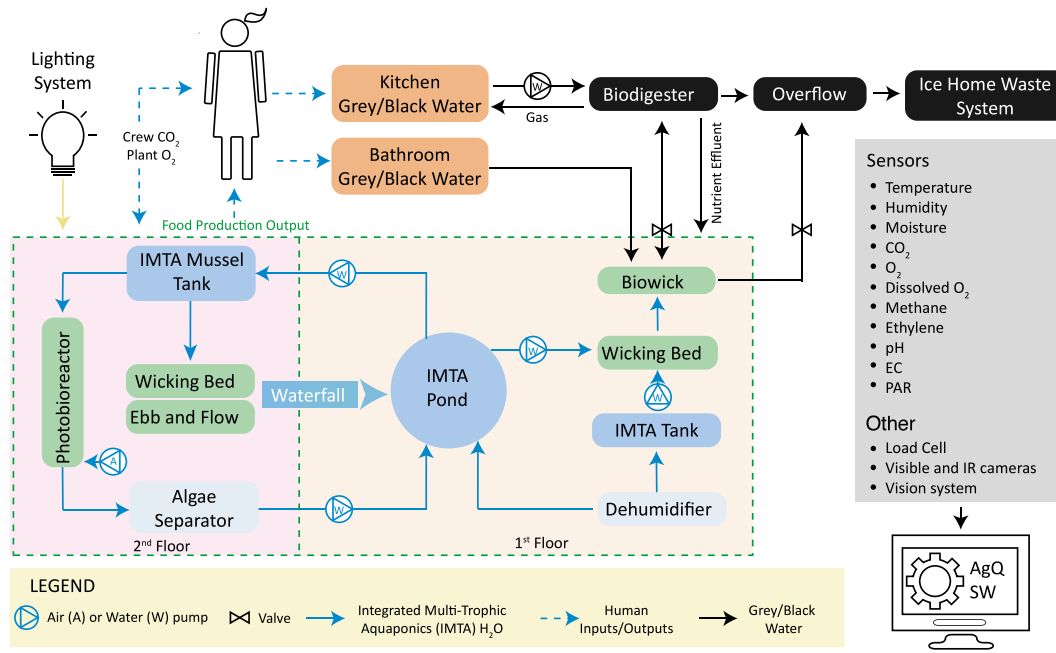 Lighting
System
Crew CO₂
Plant O₂
Kitchen
Grey/Black Water
W
Gas
Biodigester
Overflow
Ice Home Waste
System
Bathroom
Grey/Black Water
Nutrient Effluent
Food Production Output
IMTA Mussel
Tank
W
Biowick
Photobioreactor
Wicking Bed
Ebb and Flow
Waterfall
IMTA
Pond
W
Wicking Bed
W
IMTA Tank
A
Algae
Separator
W
Dehumidifier
2nd Floor
1st Floor
Sensors
• Temperature
• Humidity
• Moisture
• CO₂
• O₂
• Dissolved O₂
• Methane
• Ethylene
• pH
• EC
• PAR
Other
• Load Cell
• Visible and IR cameras
• Vision system
AgQ
SW
LEGEND
Air (A) or Water (W) pump
Valve
Integrated Multi-Trophic
Aquaponics (IMTA) H₂O
Human
Inputs/Outputs
Grey/Black
Water